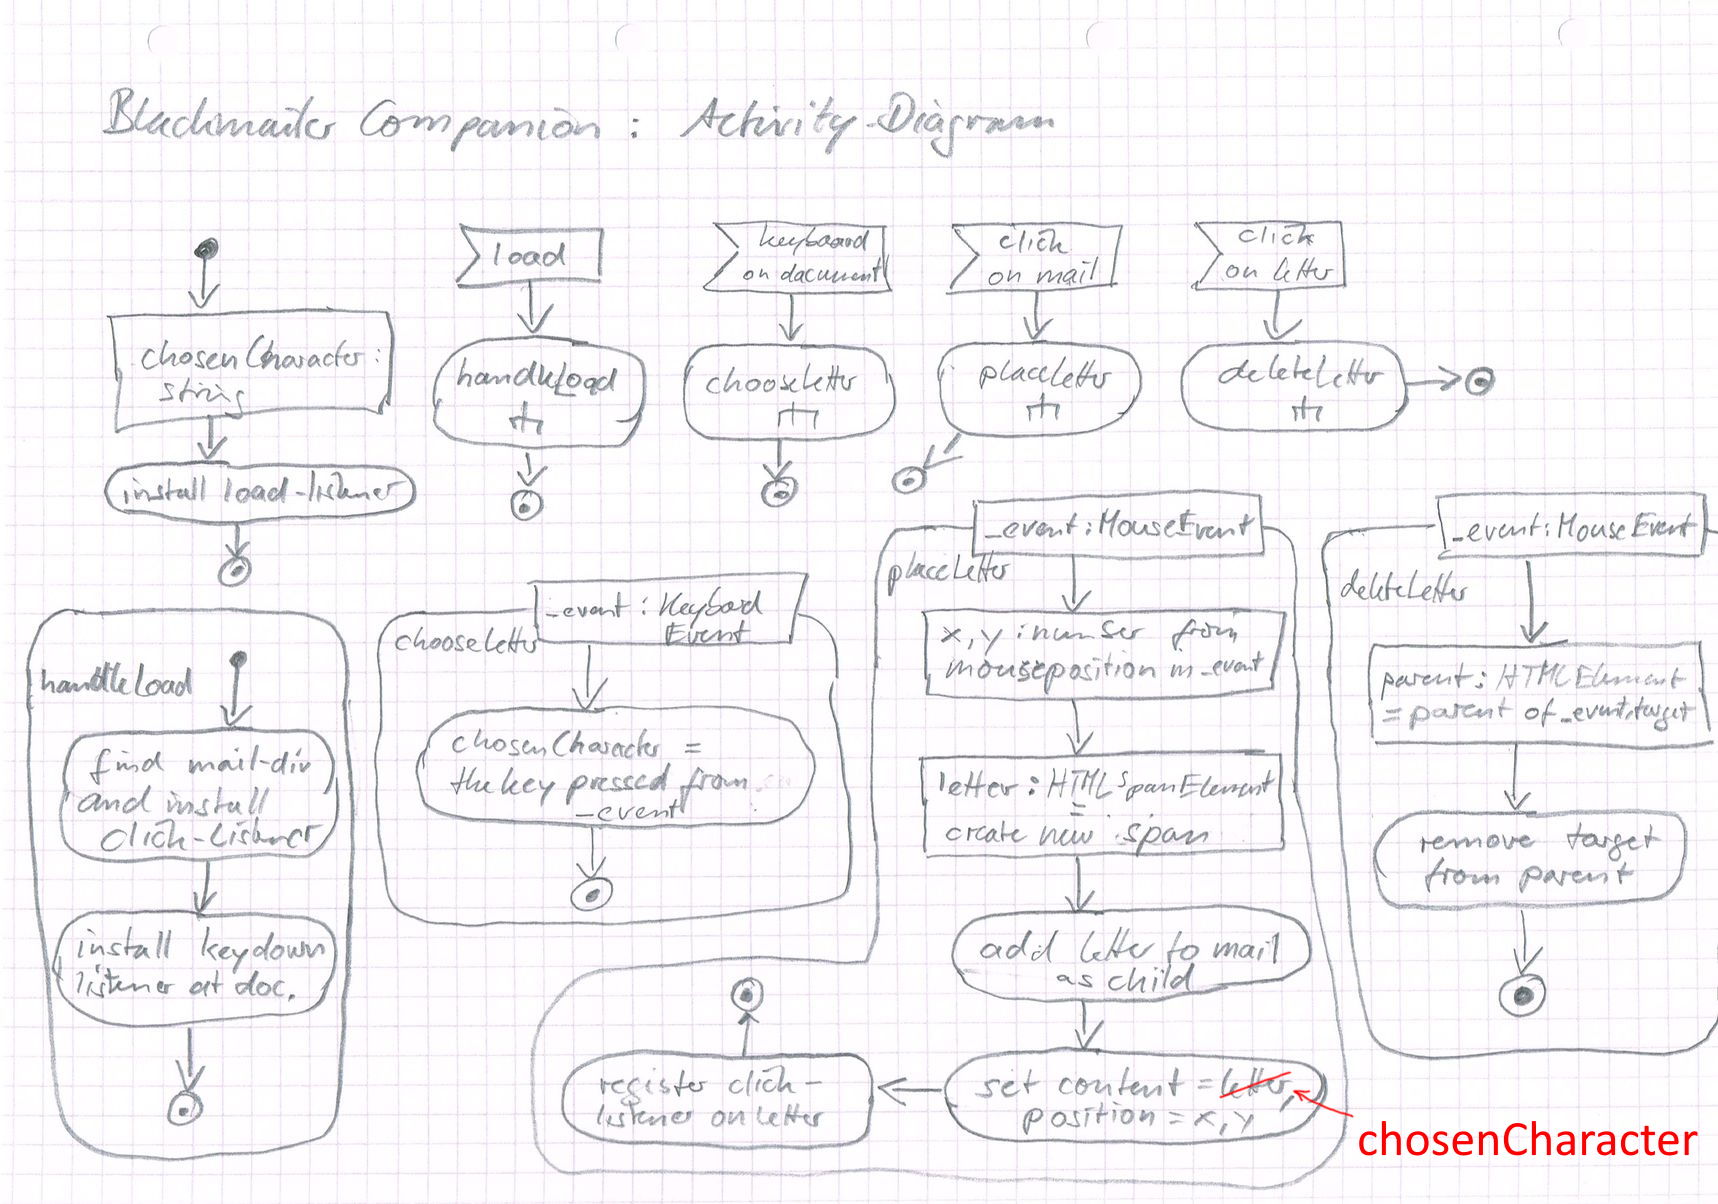 Blackmailer Companion: Activity-Diagram
chosenCharacter:
string
install load-listener
load
handleLoad
keyboard
on document
chooseLetter
click
on mail
placeLetter
click
on letter
deleteLetter
handleLoad
find mail-div
and install
click-listener
install keydown
listener at doc.
_event: Keyboard
Event
chooseLetter
chosenCharacter =
the key pressed from
_event
_event: MouseEvent
placeLetter
x, y : number from
mouseposition in _event
letter: HTMLSpanElement
=
create new span
add letter to mail
as child
set content = letter,
position = x, y
chosenCharacter
register click-
listener on letter
_event: MouseEvent
deleteLetter
parent: HTMLElement
= parent of _event.target
remove target
from parent